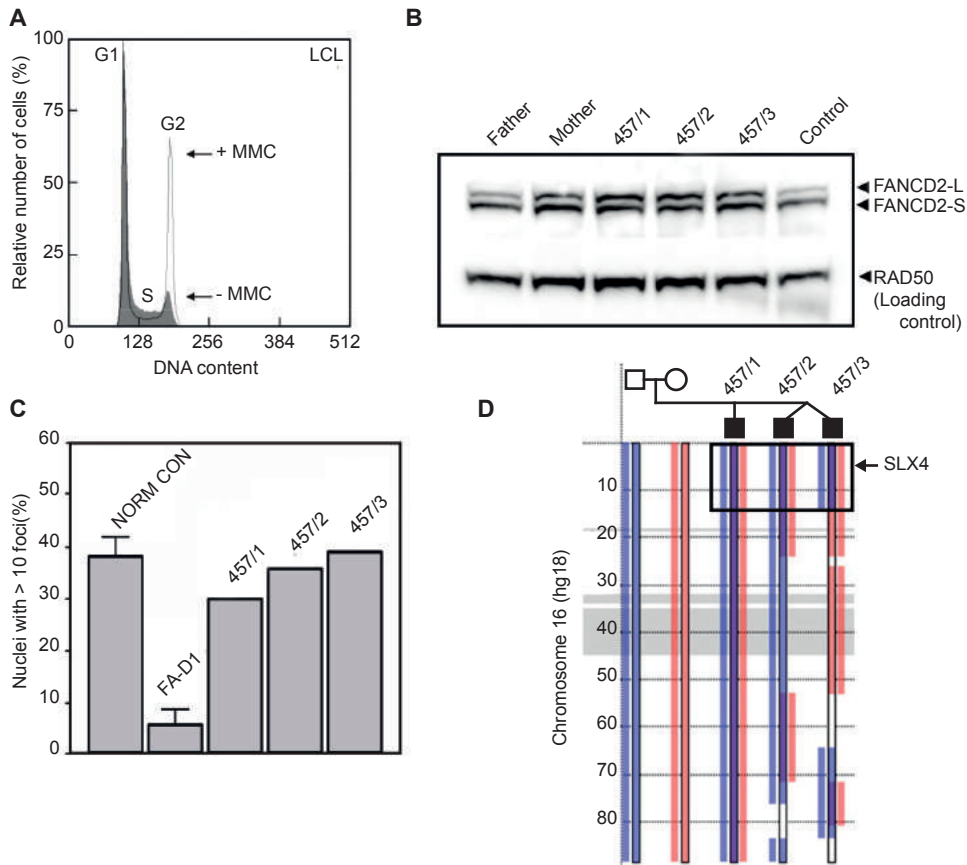 A
100
75
50
25
0
Relative number of cells (%)
G1
LCL
G2
S
+ MMC
- MMC
0
128
256
384
512
DNA content
B
Father
Mother
457/1
457/2
457/3
Control
FANCD2-L
FANCD2-S
RAD50
(Loading
control)
C
60
50
40
30
20
10
0
Nuclei with > 10 foci(%)
NORM CON
FA-D1
457/1
457/2
457/3
D
457/1
457/2
457/3
SLX4
10
20
30
40
50
60
70
80
Chromosome 16 (hg18)